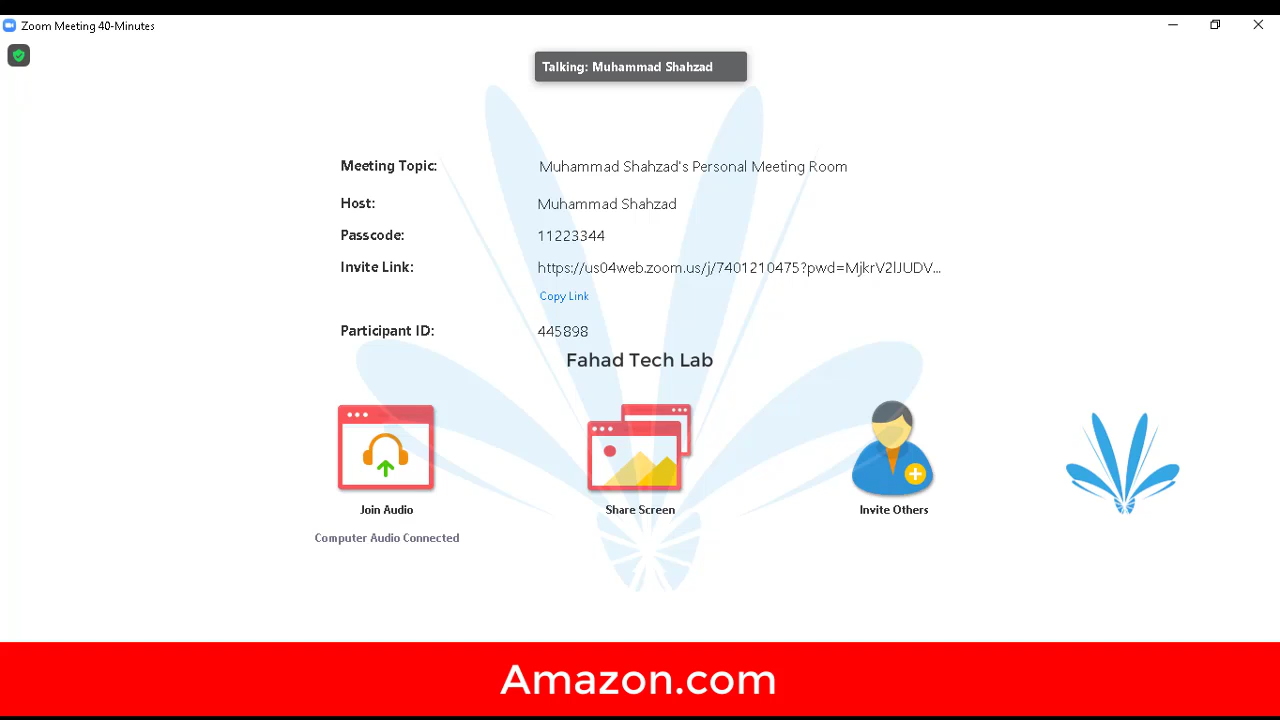 Zoom Meeting 40-Minutes
Talking: Muhammad Shahzad
Meeting Topic: Muhammad Shahzad's Personal Meeting Room
Host: Muhammad Shahzad
Passcode: 11223344
Invite Link: https://us04web.zoom.us/j/7401210475?pwd=MjkrV2lJUDV...
Copy Link
Participant ID: 445898
Fahad Tech Lab
Join Audio Share Screen Invite Others
Computer Audio Connected
Amazon.com